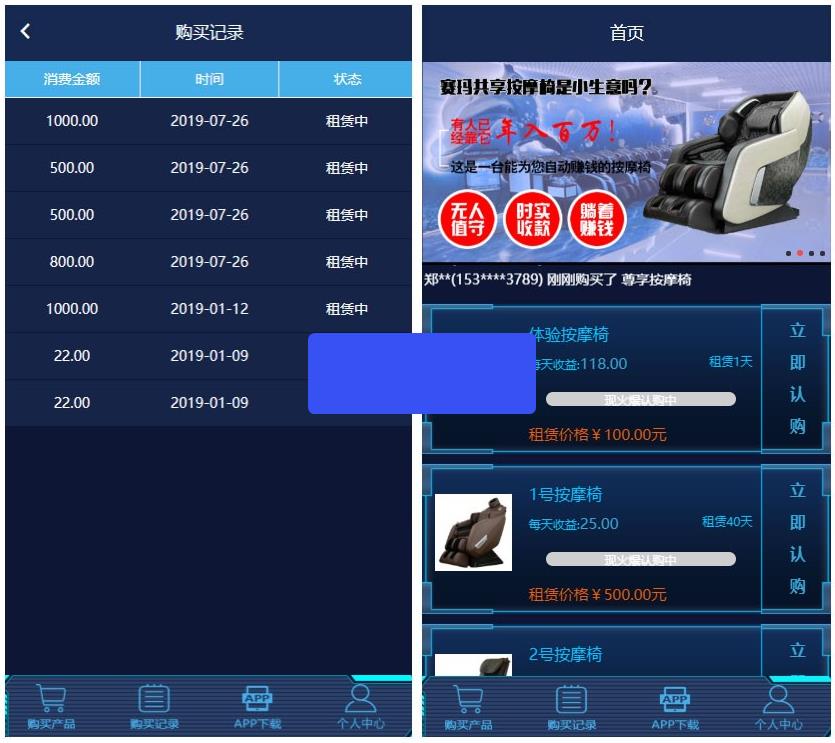 购买记录
消费金额 时间 状态
1000.00 2019-07-26 租赁中
500.00 2019-07-26 租赁中
500.00 2019-07-26 租赁中
800.00 2019-07-26 租赁中
1000.00 2019-01-12 租赁中
22.00 2019-01-09
22.00 2019-01-09
购买产品 购买记录 APP下载 个人中心
首页
赛玛共享按摩椅是小生意吗?
有人已
经靠它
年入百万!
这是一台能为您自动赚钱的按摩椅
无人
值守
时实
收款
躺着
赚钱
郑**(153****3789) 刚刚购买了 尊享按摩椅
体验按摩椅
每天收益:118.00 租赁1天
现火爆认购中
租赁价格￥100.00元
立即认购
1号按摩椅
每天收益:25.00 租赁40天
现火爆认购中
租赁价格￥500.00元
立即认购
2号按摩椅
立
购买产品 购买记录 APP下载 个人中心